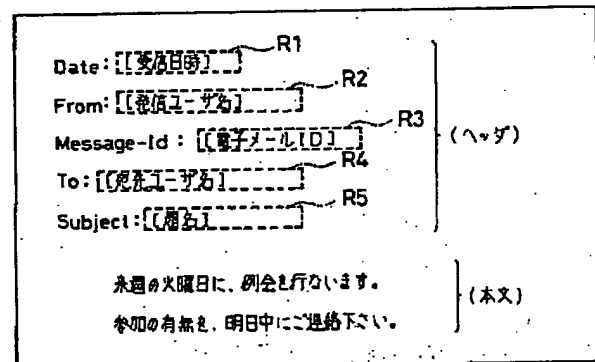 Date:[[受信日時]] R1
From:[[発信ユーザ名]] R2
Message-Id: [[電子メールID]] R3
To:[[宛先ユーザ名]] R4
Subject:[[題名]] R5
(ヘッダ)
来週の火曜日に、例会を行ないます。
参加の有無を、明日中にご連絡下さい。
(本文)